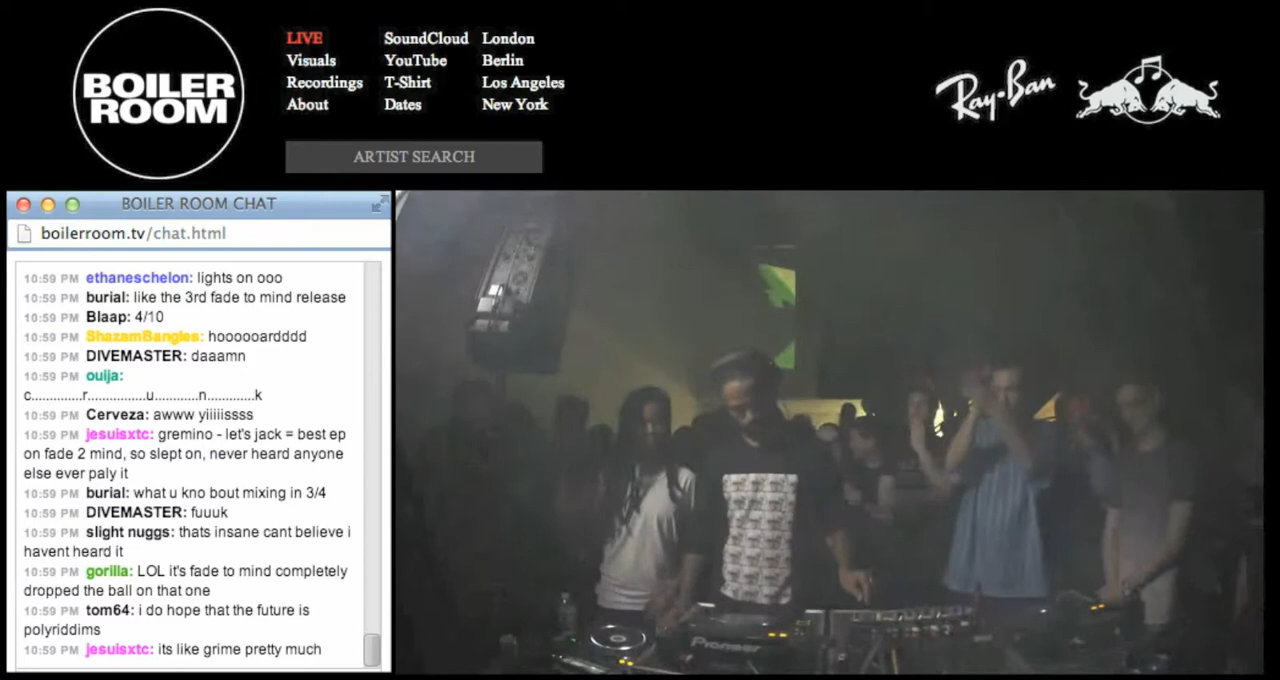 BOILER
ROOM
LIVE SoundCloud London
Visuals YouTube Berlin
Recordings T-Shirt Los Angeles
About Dates New York
ARTIST SEARCH
Ray-Ban
BOILER ROOM CHAT
boilerroom.tv/chat.html
10:59 PM ethaneschelon: lights on ooo
10:59 PM burial: like the 3rd fade to mind release
10:59 PM Blaap: 4/10
10:59 PM ShazamBangles: hoooooardddd
10:59 PM DIVEMASTER: daaamn
10:59 PM ouija:
c.............r...............u...........n............k
10:59 PM Cerveza: awww yiiiiissss
10:59 PM jesuisxtc: gremino - let's jack = best ep
on fade 2 mind, so slept on, never heard anyone
else ever paly it
10:59 PM burial: what u kno bout mixing in 3/4
10:59 PM DIVEMASTER: fuuuk
10:59 PM slight nuggs: thats insane cant believe i
havent heard it
10:59 PM gorilla: LOL it's fade to mind completely
dropped the ball on that one
10:59 PM tom64: i do hope that the future is
polyriddims
10:59 PM jesuisxtc: its like grime pretty much
Pioneer